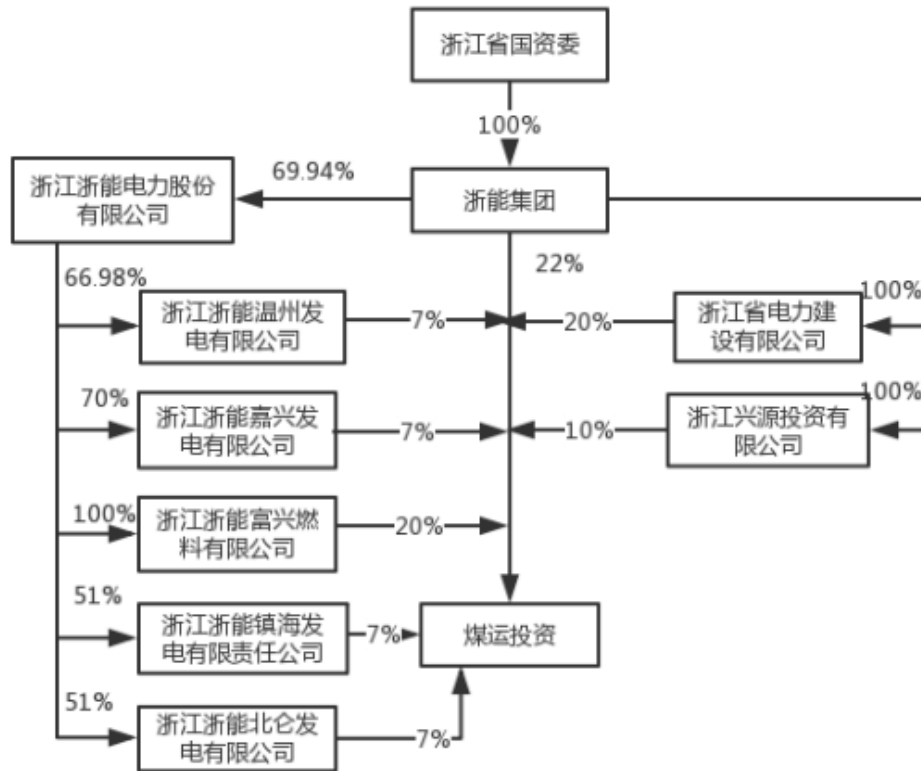 浙江省国资委
100%
浙江浙能电力股份
有限公司
69.94%
浙能集团
66.98%
22%
浙江浙能温州发
电有限公司
7%
20%
浙江省电力建
设有限公司
100%
70%
浙江浙能嘉兴发
电有限公司
7%
10%
浙江兴源投资有
限公司
100%
100%
浙江浙能富兴燃
料有限公司
20%
51%
浙江浙能镇海发
电有限责任公司
7%
煤运投资
51%
浙江浙能北仑发
电有限公司
7%